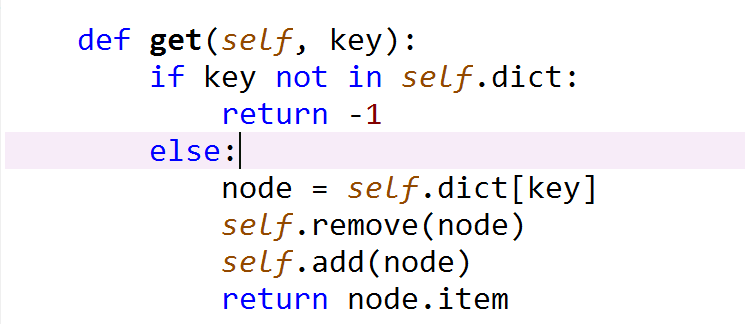 def get(self, key):
    if key not in self.dict:
        return -1
    else:
        node = self.dict[key]
        self.remove(node)
        self.add(node)
        return node.item